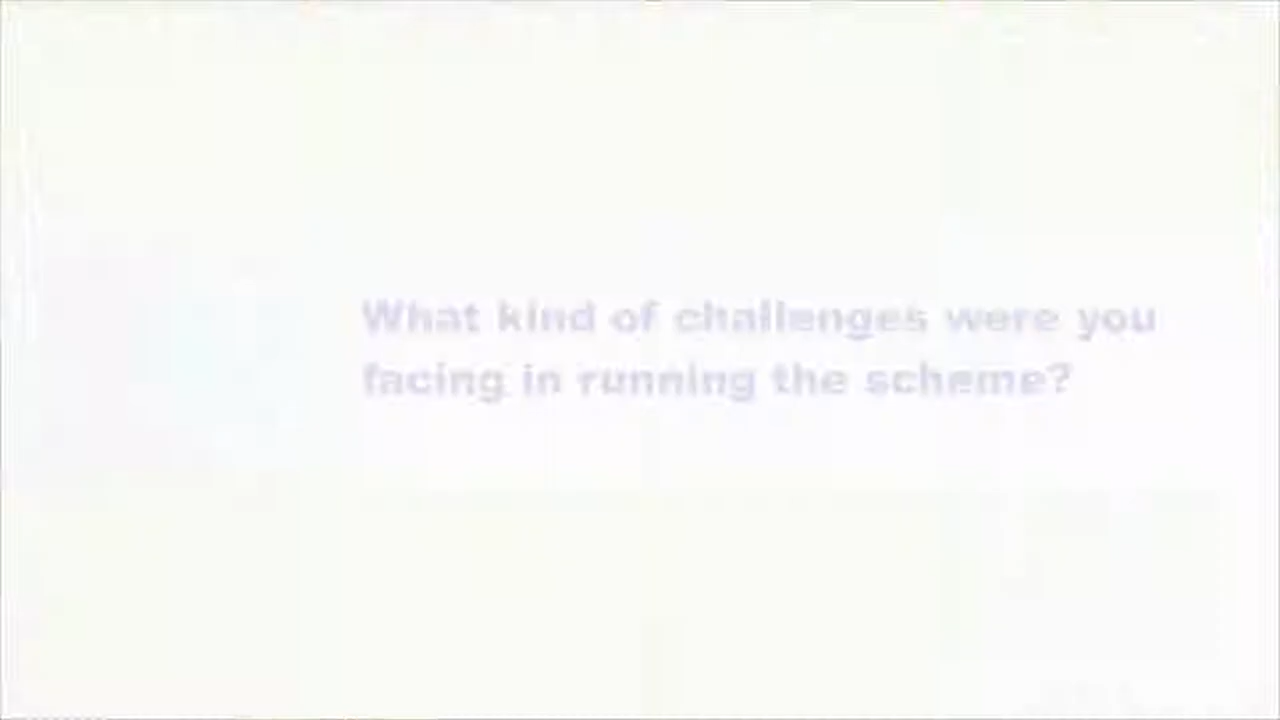 What kind of challenges were you
facing in running the scheme?